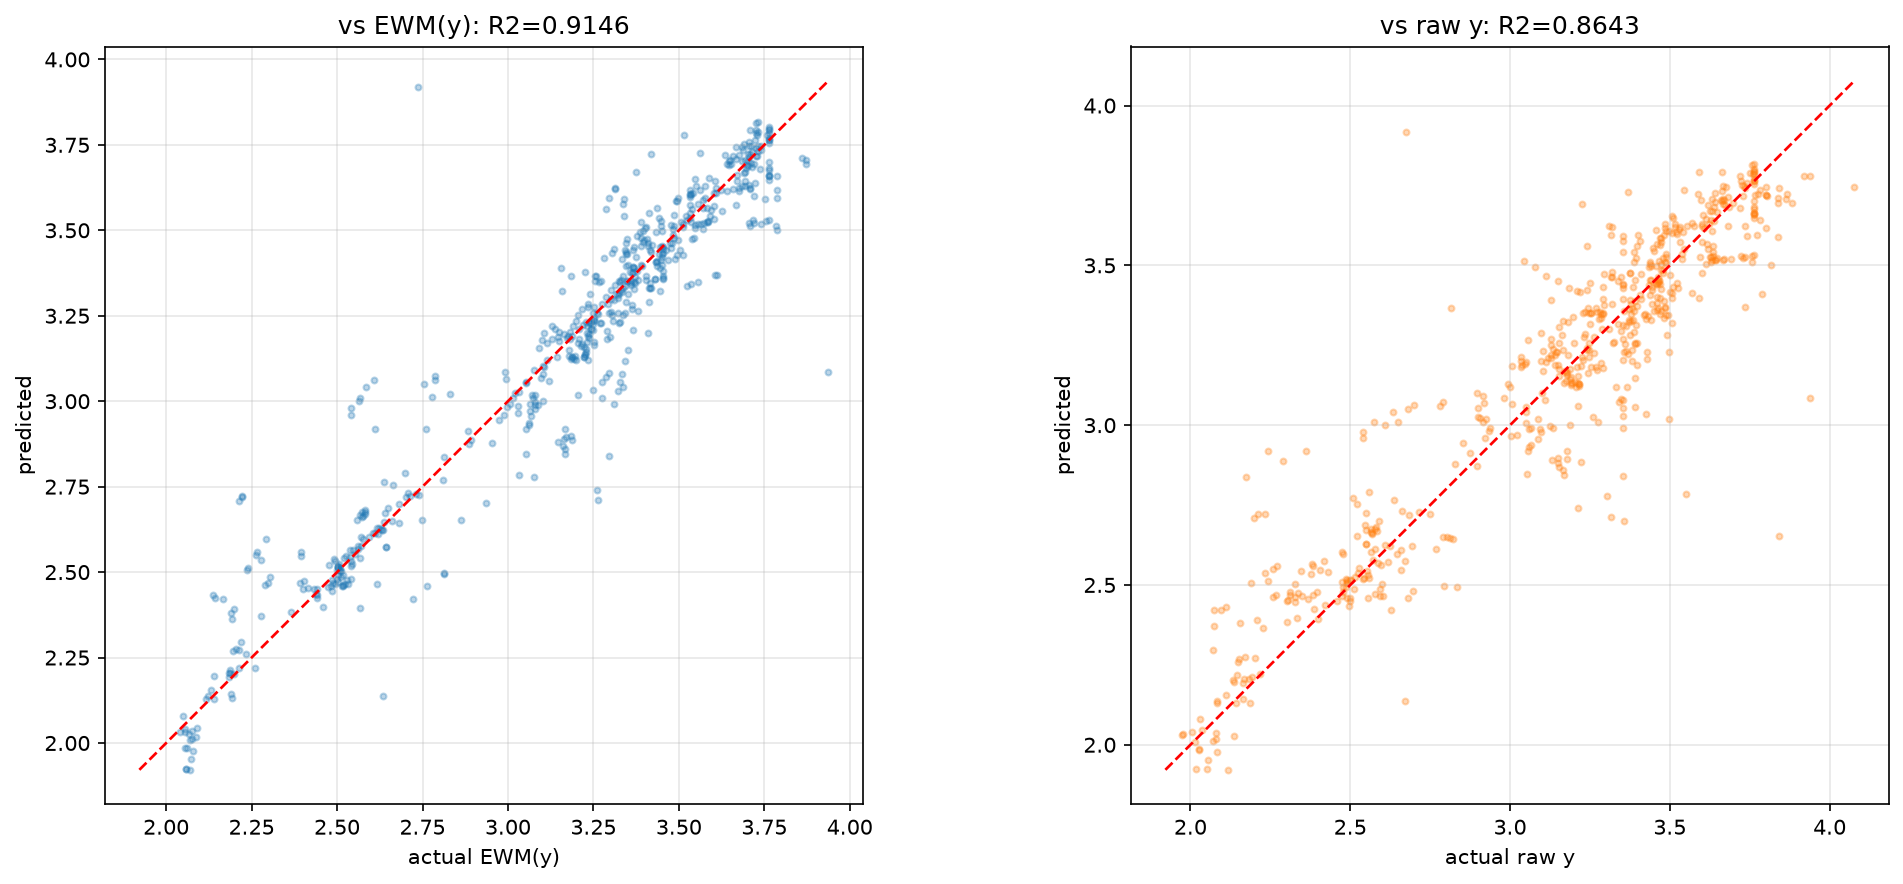 vs EWM(y): R2=0.9146
4.00
3.75
3.50
3.25
3.00
2.75
2.50
2.25
2.00
predicted
2.00 2.25 2.50 2.75 3.00 3.25 3.50 3.75 4.00
actual EWM(y)
vs raw y: R2=0.8643
4.0
3.5
3.0
2.5
2.0
predicted
2.0 2.5 3.0 3.5 4.0
actual raw y